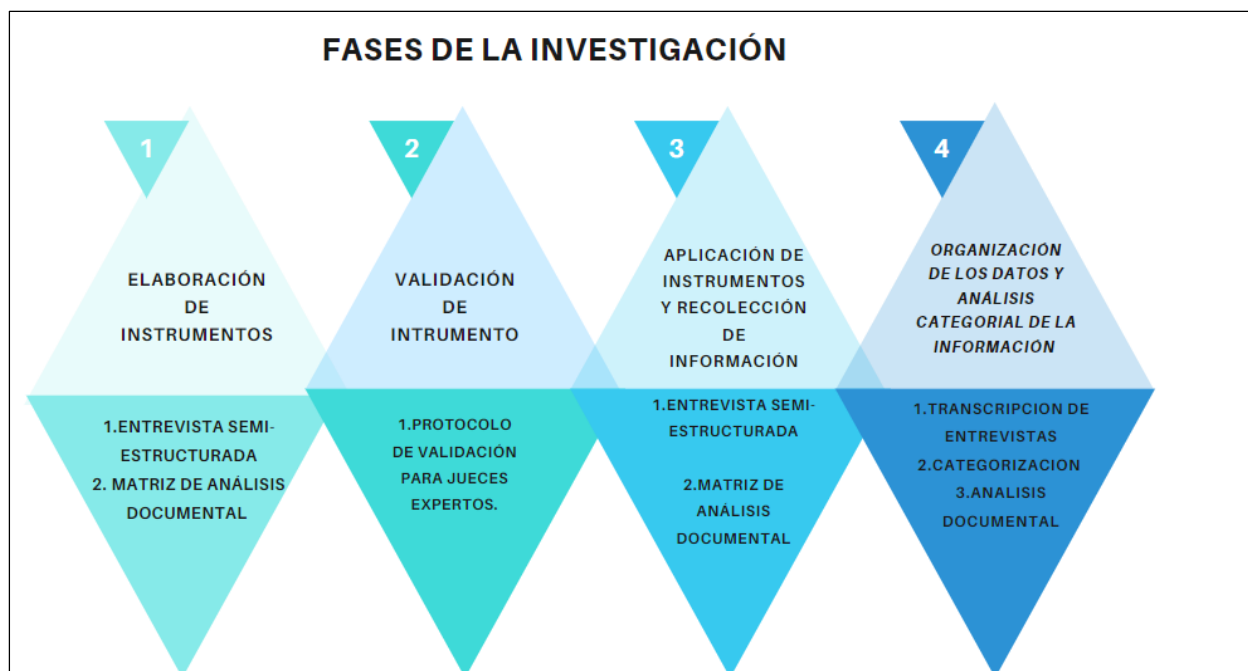 FASES DE LA INVESTIGACIÓN
1
ELABORACIÓN
DE
INSTRUMENTOS
1.ENTREVISTA SEMI-
ESTRUCTURADA
2. MATRIZ DE ANÁLISIS
DOCUMENTAL
2
VALIDACIÓN
DE
INTRUMENTO
1.PROTOCOLO
DE VALIDACIÓN
PARA JUECES
EXPERTOS.
3
APLICACIÓN DE
INSTRUMENTOS
Y RECOLECCIÓN
DE
INFORMACIÓN
1.ENTREVISTA SEMI-
ESTRUCTURADA
2.MATRIZ DE
ANÁLISIS
DOCUMENTAL
4
ORGANIZACIÓN
DE LOS DATOS Y
ANÁLISIS
CATEGORIAL DE LA
INFORMACIÓN
1.TRANSCRIPCION DE
ENTREVISTAS
2.CATEGORIZACION
3.ANALISIS
DOCUMENTAL